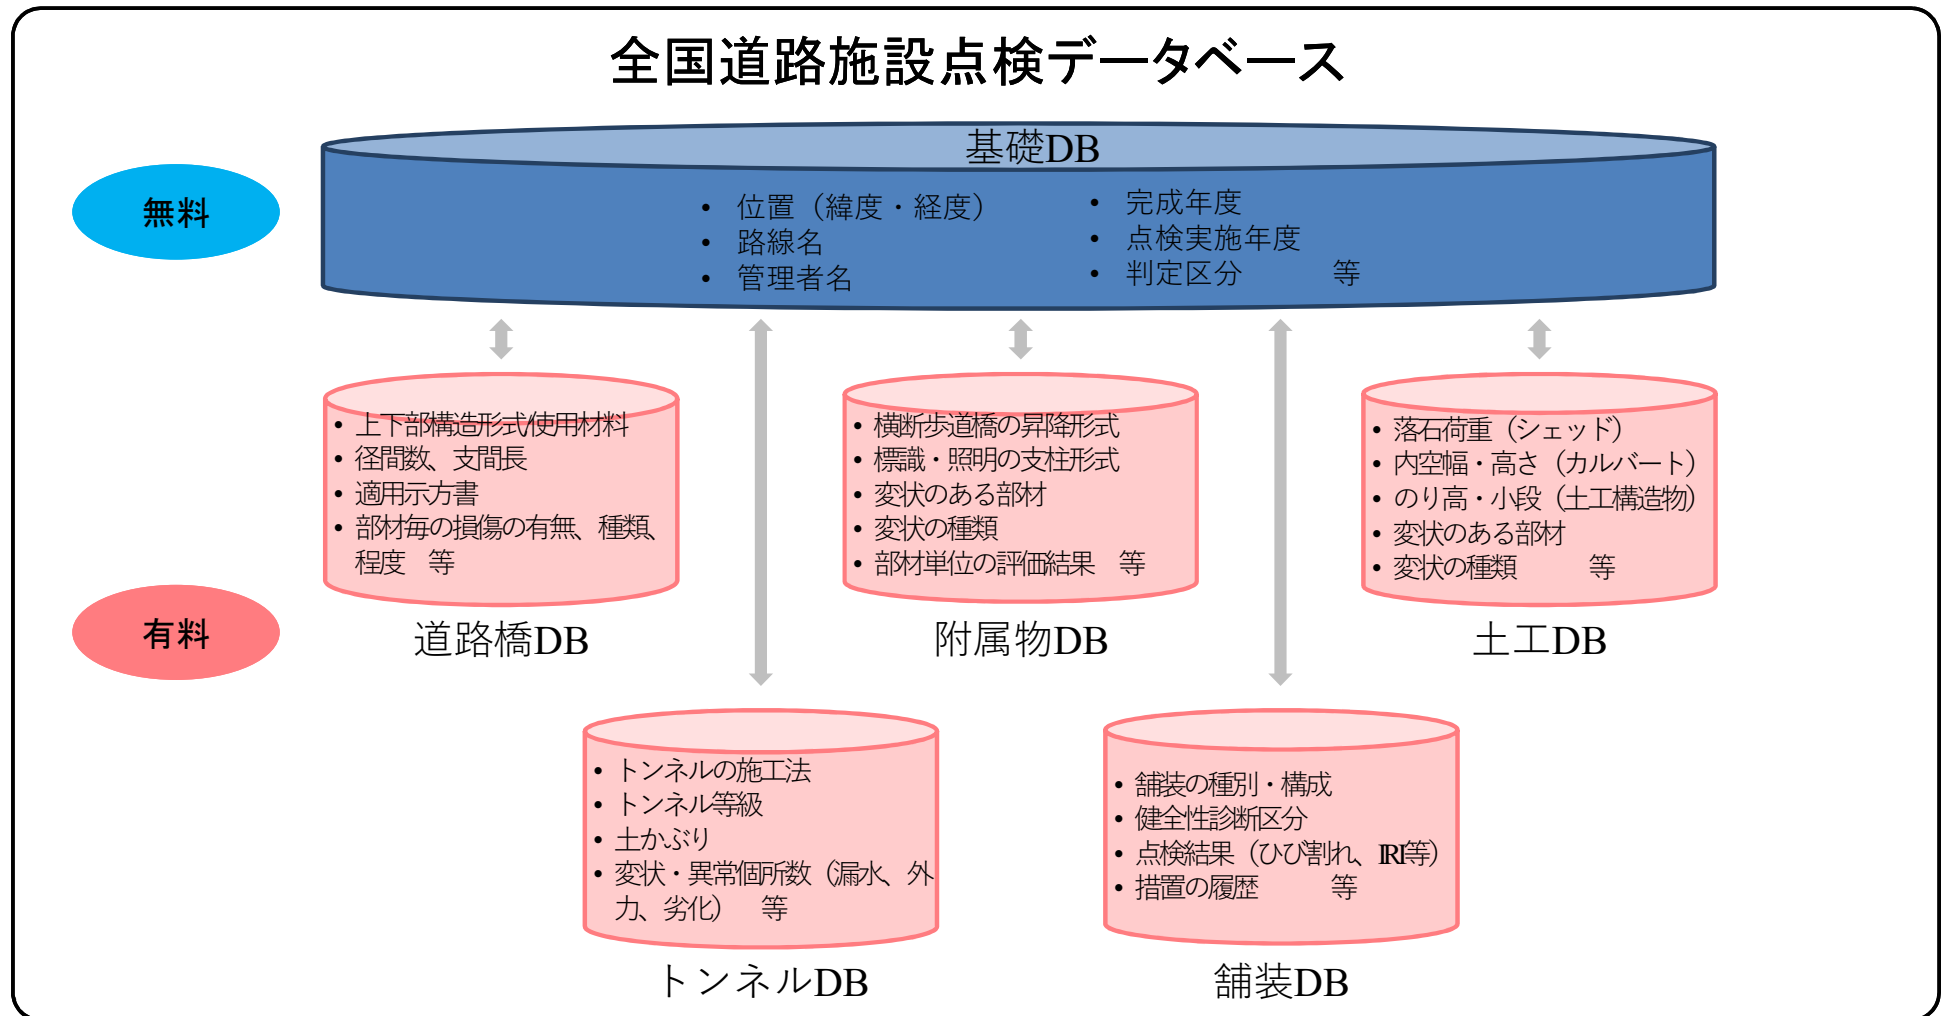 全国道路施設点検データベース
基礎DB
無料
• 位置（緯度・経度）
• 路線名
• 管理者名
• 完成年度
• 点検実施年度
• 判定区分　　　等
• 上下部構造形式/使用材料
• 径間数、支間長
• 適用示方書
• 部材毎の損傷の有無、種類、
程度　等
道路橋DB
• 横断歩道橋の昇降形式
• 標識・照明の支柱形式
• 変状のある部材
• 変状の種類
• 部材単位の評価結果　等
附属物DB
• 落石荷重（シェッド）
• 内空幅・高さ（カルバート）
• のり高・小段（土工構造物）
• 変状のある部材
• 変状の種類　　　等
土工DB
有料
• トンネルの施工法
• トンネル等級
• 土かぶり
• 変状・異常個所数（漏水、外
力、劣化）　等
トンネルDB
• 舗装の種別・構成
• 健全性診断区分
• 点検結果（ひび割れ、IRI等）
• 措置の履歴　　　等
舗装DB